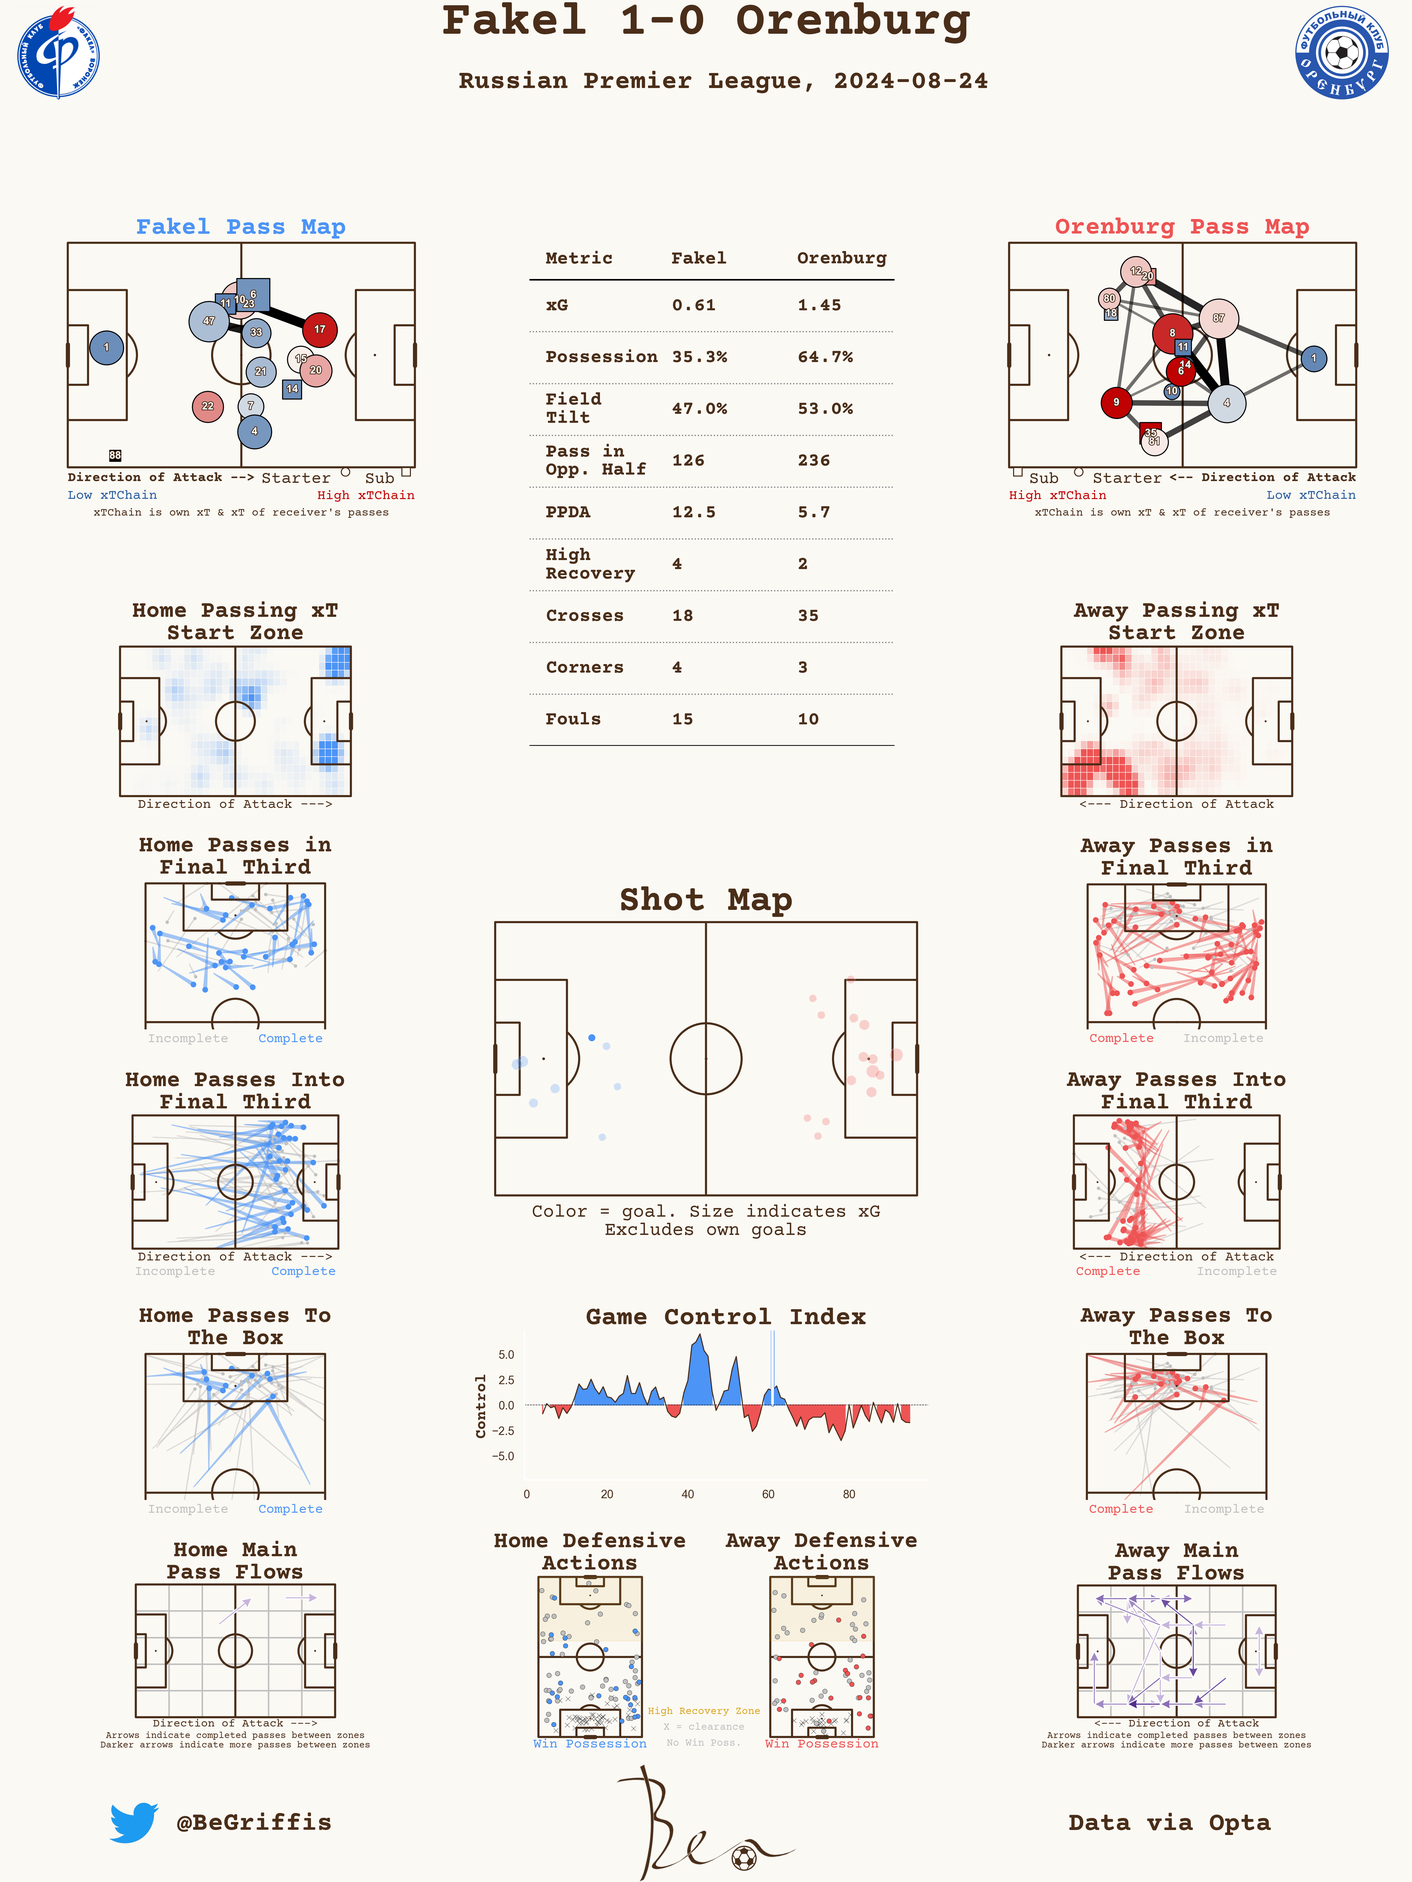 Fakel 1-0 Orenburg
Russian Premier League, 2024-08-24
ФУТБОЛЬНЫЙ КЛУБ «ФАКЕЛ» ВОРОНЕЖ
ФУТБОЛЬНЫЙ КЛУБ
ОРЕНБУРГ
Fakel Pass Map
6
11 10 23
47
33
17
1
15
21
20
14
22
7
4
88
Direction of Attack --> Starter Sub
Low xTChain High xTChain
xTChain is own xT & xT of receiver's passes
Metric Fakel Orenburg
xG 0.61 1.45
Possession 35.3% 64.7%
Field
Tilt 47.0% 53.0%
Pass in
Opp. Half 126 236
PPDA 12.5 5.7
High
Recovery 4 2
Crosses 18 35
Corners 4 3
Fouls 15 10
Orenburg Pass Map
12 20
80
18
87
8
11
1
14
6
10
9
4
35
81
Sub Starter <-- Direction of Attack
High xTChain Low xTChain
xTChain is own xT & xT of receiver's passes
Home Passing xT
Start Zone
Direction of Attack --->
Away Passing xT
Start Zone
<--- Direction of Attack
Home Passes in
Final Third
Incomplete Complete
Away Passes in
Final Third
Complete Incomplete
Shot Map
Color = goal. Size indicates xG
Excludes own goals
Home Passes Into
Final Third
Direction of Attack --->
Incomplete Complete
Away Passes Into
Final Third
<--- Direction of Attack
Complete Incomplete
Home Passes To
The Box
Incomplete Complete
Game Control Index
Control
5.0
2.5
0.0
−2.5
−5.0
0 20 40 60 80
Away Passes To
The Box
Complete Incomplete
Home Main
Pass Flows
Direction of Attack --->
Arrows indicate completed passes between zones
Darker arrows indicate more passes between zones
Home Defensive
Actions
Win Possession
Away Defensive
Actions
Win Possession
High Recovery Zone
X = clearance
No Win Poss.
Away Main
Pass Flows
<--- Direction of Attack
Arrows indicate completed passes between zones
Darker arrows indicate more passes between zones
@BeGriffis
Ben
Data via Opta